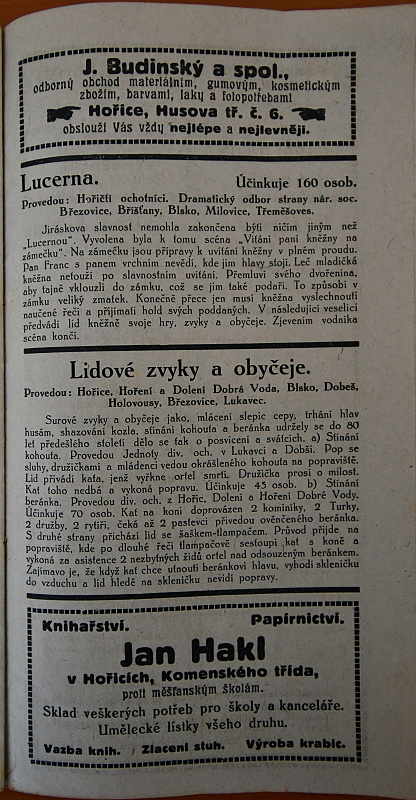 J. Budinský a spol.,
odborný obchod materiálním, gumovým, kosmetickým
zbožím, barvami, laky a fotopotřebami
Hořice, Husova tř. č. 6.
obslouží Vás vždy nejlépe a nejlevněji.
Lucerna. Účinkuje 160 osob.
Provedou: Hořičtí ochotníci. Dramatický odbor strany nár. soc.
Březovice, Bříšťany, Blsko, Milovice, Třeměšoves.
Jiráskova slavnost nemohla zakončena býti ničím jiným než
„Lucernou“. Vyvolena byla k tomu scéna „Vítání paní kněžny na
zámečku“. Na zámečku jsou přípravy k uvítání kněžny v plném proudu.
Pan Franc s panem vrchním nevědí, kde jim hlavy stojí. Leč mladičká
kněžna netouží po slavnostním uvítání. Přemluví svého dvořenína,
aby tajně vklouzli do zámku, což se jim také podaří. To způsobí v
zámku veliký zmatek. Konečně přece jen musí kněžna vyslechnouti
naučené řeči a přijímati hold svých poddaných. V následující veselici
předvádí lid kněžně svoje hry, zvyky a obyčeje. Zjevením vodníka
scéna končí.
Lidové zvyky a obyčeje.
Provedou: Hořice, Hoření a Dolení Dobrá Voda, Blsko, Dobeš,
Holovousy, Březovice, Lukavec.
Surové zvyky a obyčeje jako, mlácení slepic cepy, trhání hlav
husám, shazování kozla, stínání kohouta a beránka udržely se do 80
let předešlého století dělo se tak o posvícení a svátcích. a) Stínání
kohouta. Provedou Jednoty div. och. v Lukavci a Dobši. Pop se
sluhy, družičkami a mládenci vedou okrášleného kohouta na popraviště.
Lid přivádí kata, jenž vyřkne ortel smrti. Družička prosí o milost.
Kat toho nedbá a vykoná popravu. Účinkuje 45 osob. b) Stínání
beránka. Provedou div. och. z Hořic, Dolení a Hoření Dobré Vody.
Účinkuje 70 osob. Kat na koni doprovázen 2 kominíky, 2 Turky,
2 družby, 2 rytíři, čeká až 2 pastevci přivedou ověnčeného beránka.
S druhé strany přichází lid se šaškem-tlampačem. Průvod přijde na
popraviště, kde po dlouhé řeči tlampačově sestoupí kat s koně a
vykoná za asistence 2 nezbytných židů ortel nad odsouzeným beránkem.
Zajímavo je, že když kat chce utnouti beránkovi hlavu, vyhodí skleničku
do vzduchu a lid hledě na skleničku nevidí popravy.
Knihařství. Papírnictví.
Jan Hakl
v Hořicích, Komenského třída,
proti měšťanským školám.
Sklad veškerých potřeb pro školy a kanceláře.
Umělecké lístky všeho druhu.
Vazba knih. Zlacení stuh. Výroba krabic.